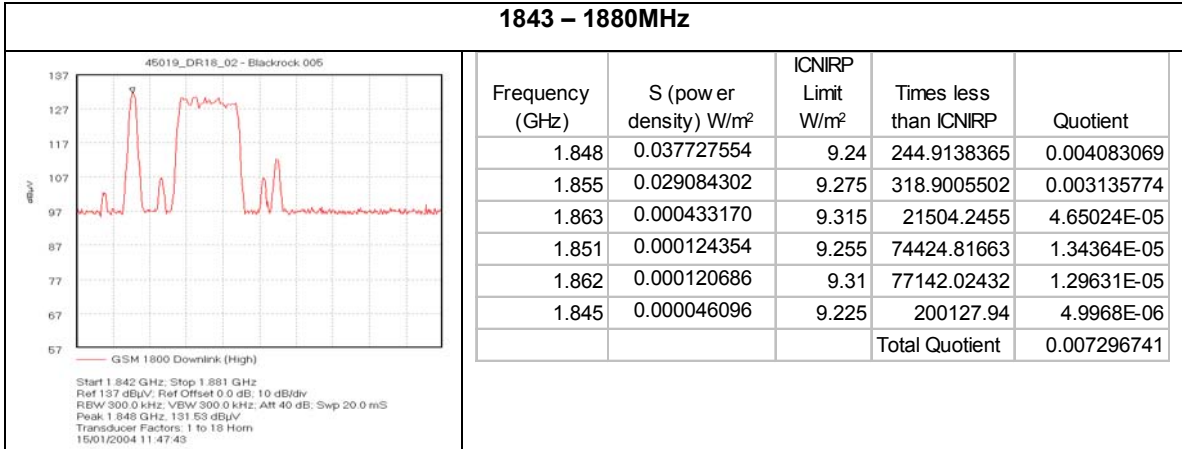 1843 – 1880MHz
45019_DR18_02 - Blackrock 005
137
127
117
107
97
87
77
67
57
dBµV
GSM 1800 Downlink (High)
Start 1.842 GHz; Stop 1.881 GHz
Ref 137 dBµV; Ref Offset 0.0 dB; 10 dB/div
RBW 300.0 kHz; VBW 300.0 kHz; Att 40 dB; Swp 20.0 mS
Peak 1.848 GHz, 131.53 dBµV
Transducer Factors: 1 to 18 Horn
15/01/2004 11:47:43
Frequency (GHz) S (power density) W/m² ICNIRP Limit W/m² Times less than ICNIRP Quotient
1.848 0.037727554 9.24 244.9138365 0.004083069
1.855 0.029084302 9.275 318.9005502 0.003135774
1.863 0.000433170 9.315 21504.2455 4.65024E-05
1.851 0.000124354 9.255 74424.81663 1.34364E-05
1.862 0.000120686 9.31 77142.02432 1.29631E-05
1.845 0.000046096 9.225 200127.94 4.9968E-06
Total Quotient 0.007296741